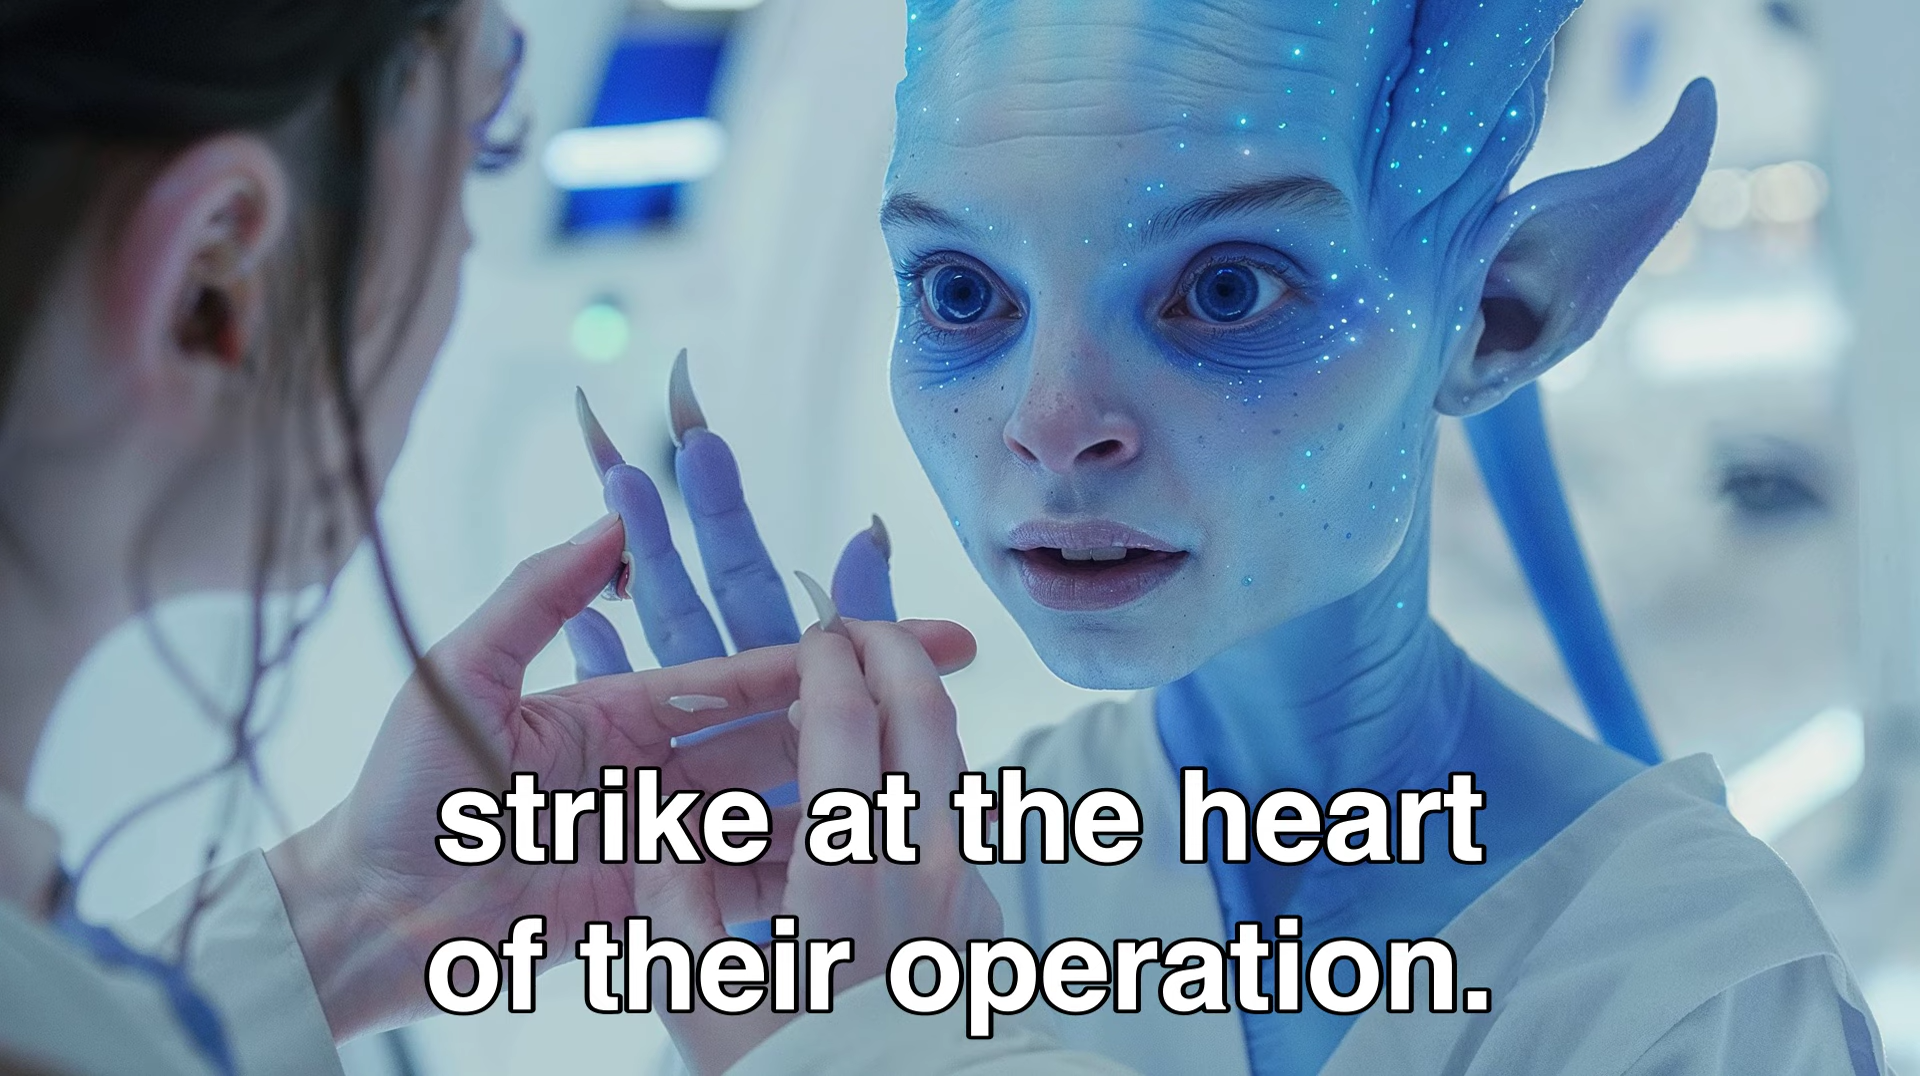 strike at the heart
of their operation.